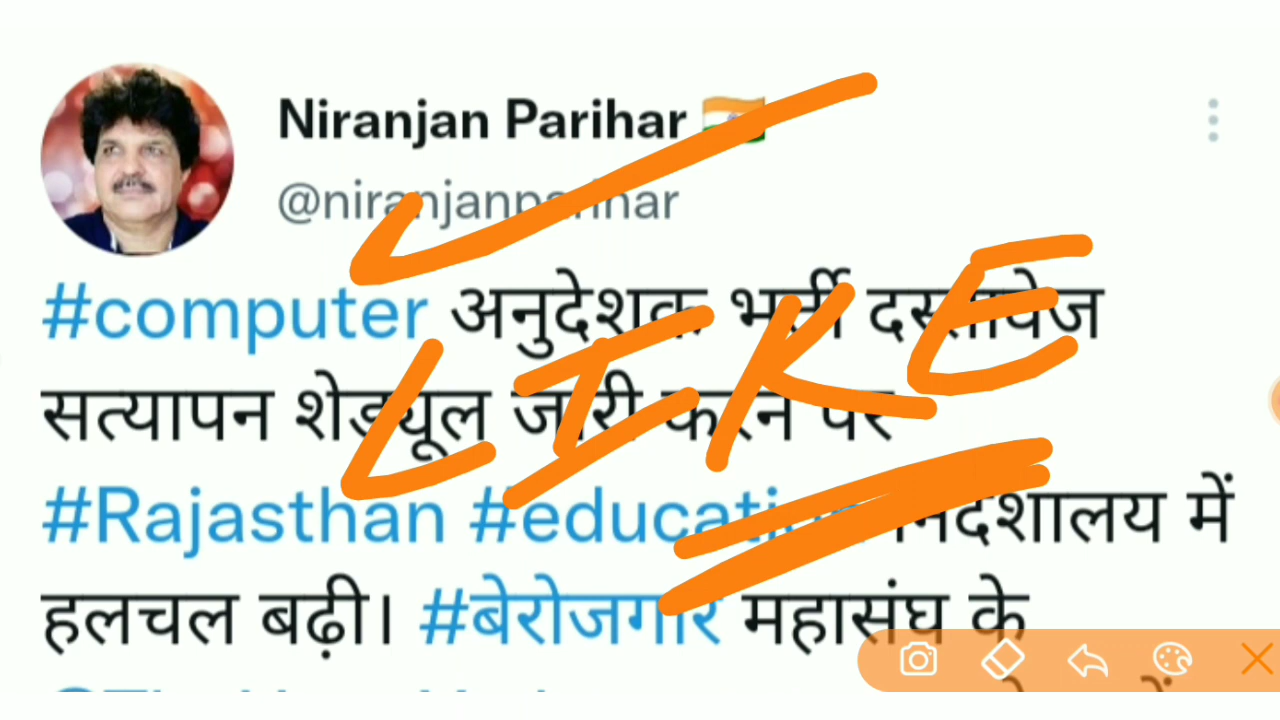 Niranjan Parihar 🇮🇳
@niranjanparihar
#computer अनुदेशक भर्ती दस्तावेज
सत्यापन शेड्यूल जारी करने पर
#Rajasthan #education निदेशालय में
हलचल बढ़ी। #बेरोजगार महासंघ के
LIKE